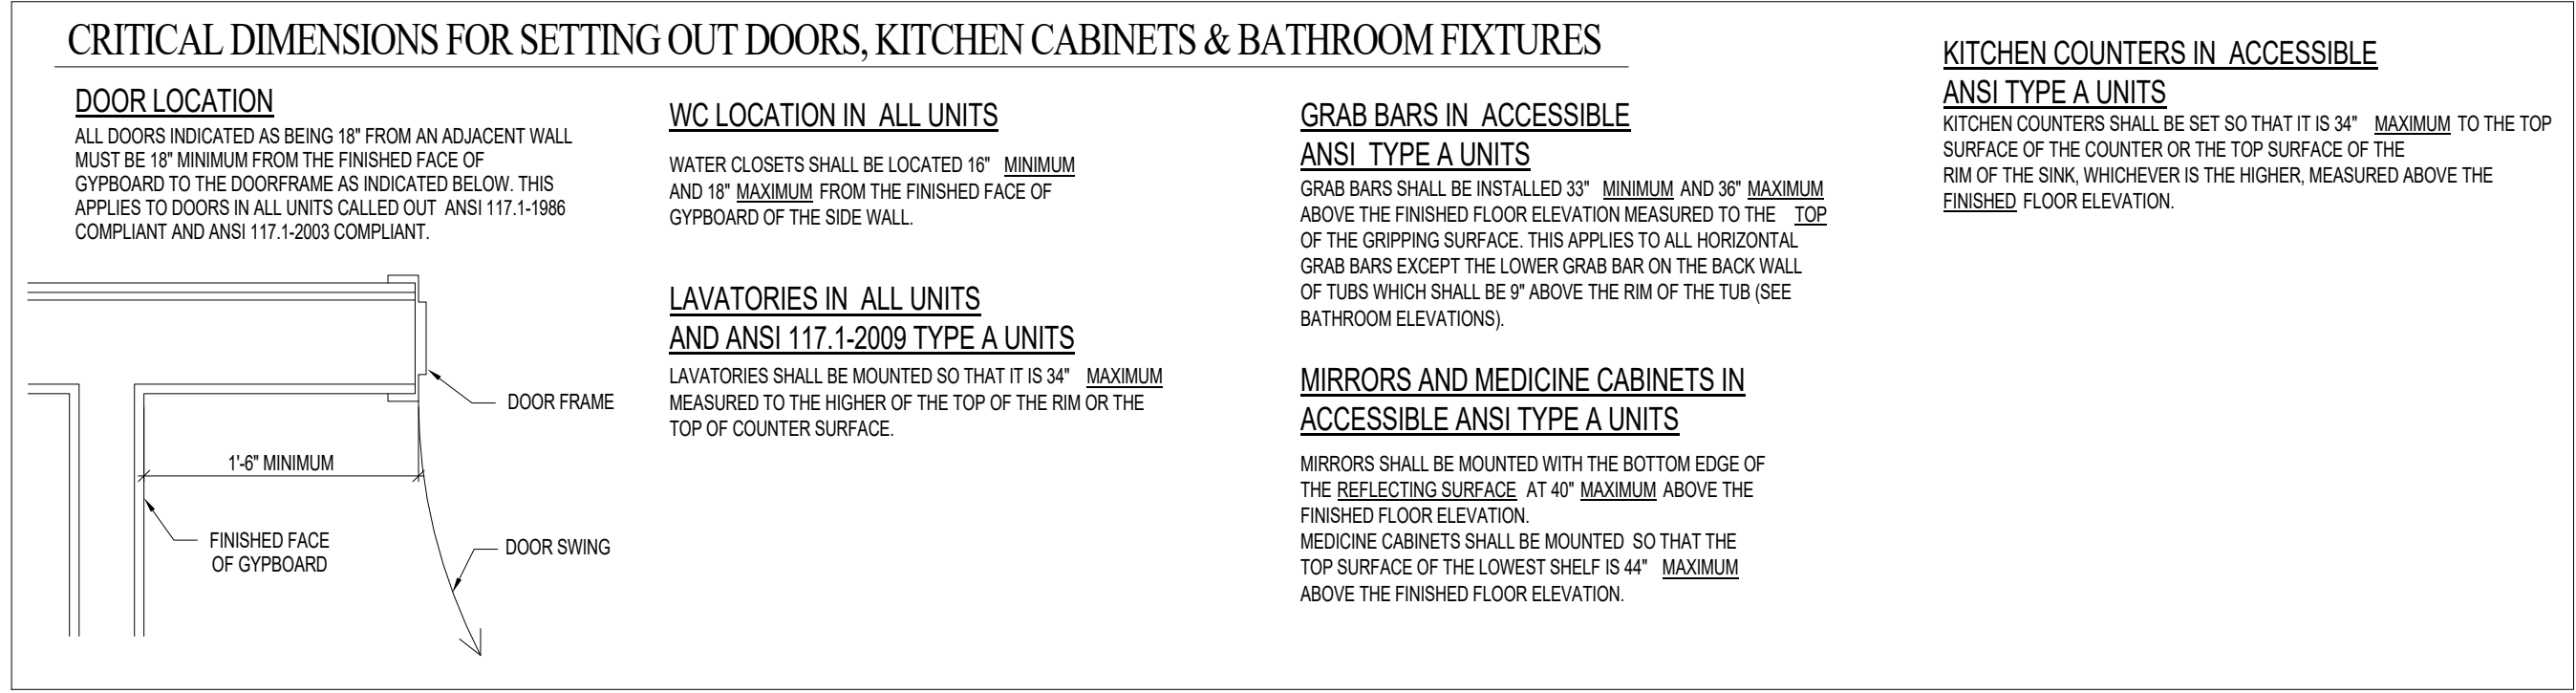 CRITICAL DIMENSIONS FOR SETTING OUT DOORS, KITCHEN CABINETS & BATHROOM FIXTURES
DOOR LOCATION
ALL DOORS INDICATED AS BEING 18" FROM AN ADJACENT WALL
MUST BE 18" MINIMUM FROM THE FINISHED FACE OF
GYPBOARD TO THE DOORFRAME AS INDICATED BELOW. THIS
APPLIES TO DOORS IN ALL UNITS CALLED OUT ANSI 117.1-1986
COMPLIANT AND ANSI 117.1-2003 COMPLIANT.
DOOR FRAME
1'-6" MINIMUM
FINISHED FACE
OF GYPBOARD
DOOR SWING
WC LOCATION IN ALL UNITS
WATER CLOSETS SHALL BE LOCATED 16" MINIMUM
AND 18" MAXIMUM FROM THE FINISHED FACE OF
GYPBOARD OF THE SIDE WALL.
LAVATORIES IN ALL UNITS
AND ANSI 117.1-2009 TYPE A UNITS
LAVATORIES SHALL BE MOUNTED SO THAT IT IS 34" MAXIMUM
MEASURED TO THE HIGHER OF THE TOP OF THE RIM OR THE
TOP OF COUNTER SURFACE.
GRAB BARS IN ACCESSIBLE
ANSI TYPE A UNITS
GRAB BARS SHALL BE INSTALLED 33" MINIMUM AND 36" MAXIMUM
ABOVE THE FINISHED FLOOR ELEVATION MEASURED TO THE TOP
OF THE GRIPPING SURFACE. THIS APPLIES TO ALL HORIZONTAL
GRAB BARS EXCEPT THE LOWER GRAB BAR ON THE BACK WALL
OF TUBS WHICH SHALL BE 9" ABOVE THE RIM OF THE TUB (SEE
BATHROOM ELEVATIONS).
MIRRORS AND MEDICINE CABINETS IN
ACCESSIBLE ANSI TYPE A UNITS
MIRRORS SHALL BE MOUNTED WITH THE BOTTOM EDGE OF
THE REFLECTING SURFACE AT 40" MAXIMUM ABOVE THE
FINISHED FLOOR ELEVATION.
MEDICINE CABINETS SHALL BE MOUNTED SO THAT THE
TOP SURFACE OF THE LOWEST SHELF IS 44" MAXIMUM
ABOVE THE FINISHED FLOOR ELEVATION.
KITCHEN COUNTERS IN ACCESSIBLE
ANSI TYPE A UNITS
KITCHEN COUNTERS SHALL BE SET SO THAT IT IS 34" MAXIMUM TO THE TOP
SURFACE OF THE COUNTER OR THE TOP SURFACE OF THE
RIM OF THE SINK, WHICHEVER IS THE HIGHER, MEASURED ABOVE THE
FINISHED FLOOR ELEVATION.